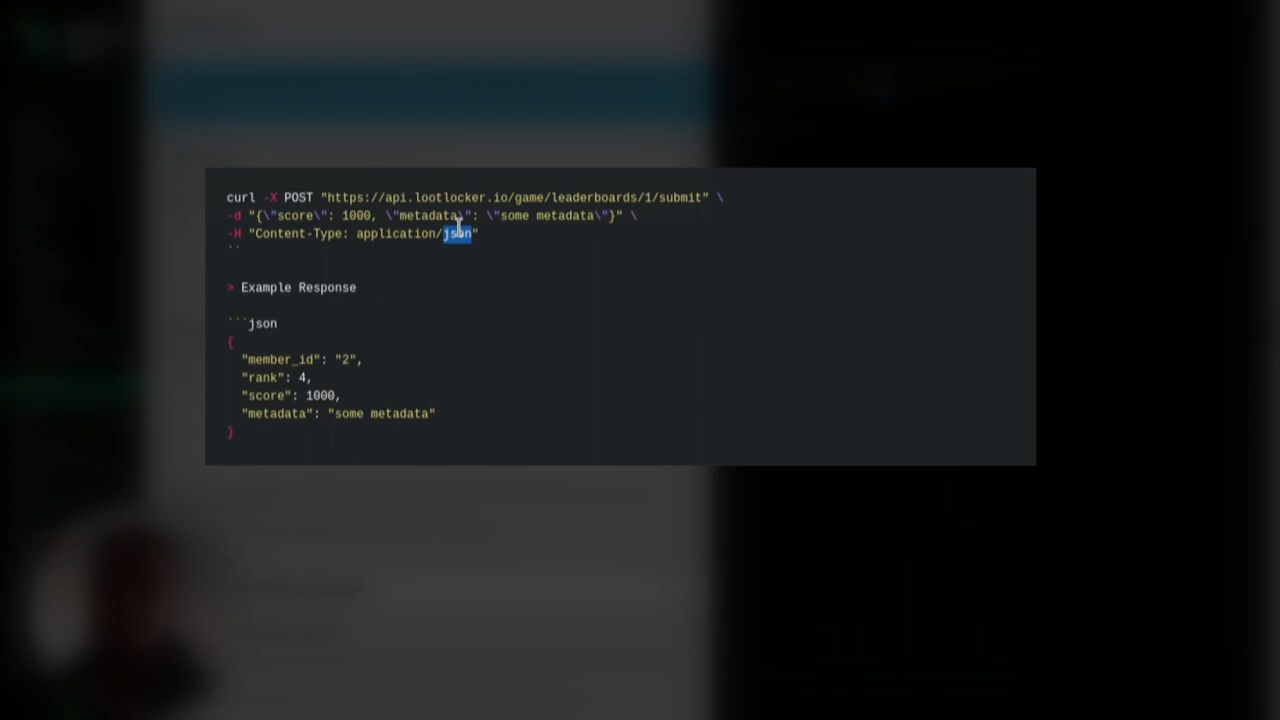 curl -X POST "https://api.lootlocker.io/game/leaderboards/1/submit" \
-d "{\"score\": 1000, \"metadata\": \"some metadata\"}" \
-H "Content-Type: application/json"
``
> Example Response
```json
{
"member_id": "2",
"rank": 4,
"score": 1000,
"metadata": "some metadata"
}